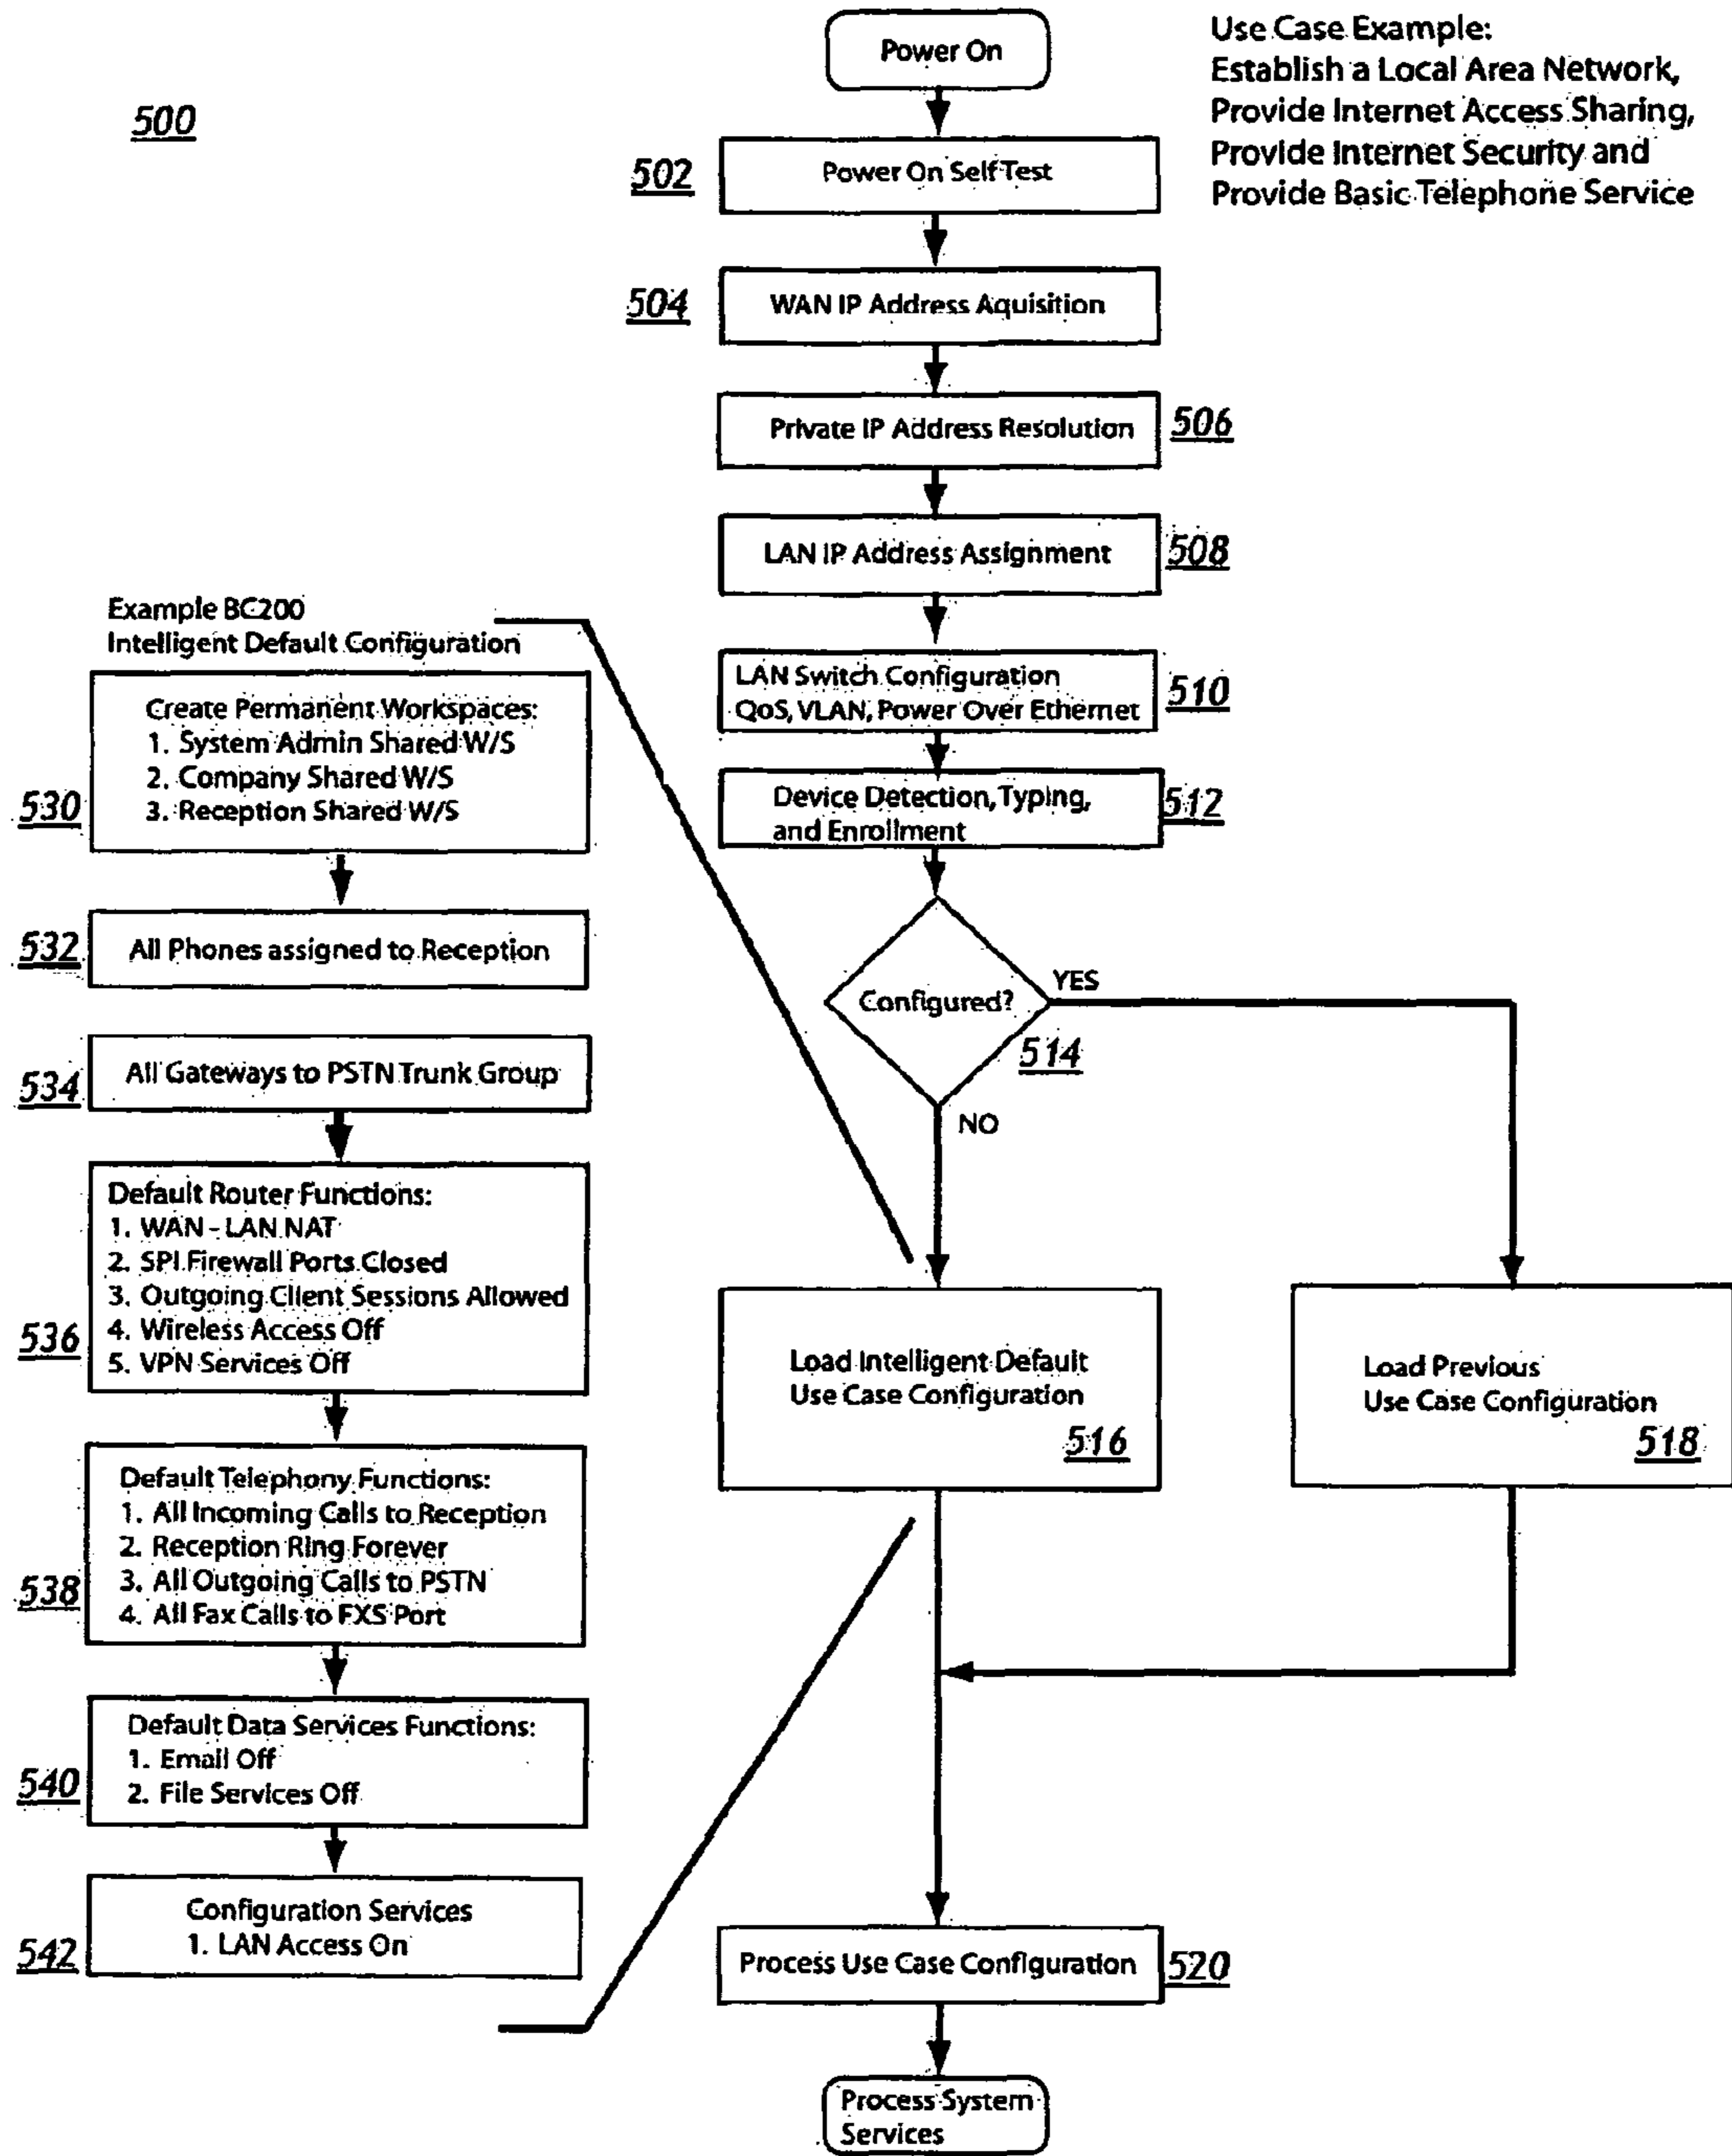 500
Power On
Use Case Example:
Establish a Local Area Network,
Provide Internet Access Sharing,
Provide Internet Security and
Provide Basic Telephone Service
502
Power On Self Test
504
WAN IP Address Aquisition
Private IP Address Resolution
506
LAN IP Address Assignment
508
LAN Switch Configuration
QoS, VLAN, Power Over Ethernet
510
Device Detection, Typing,
and Enrollment
512
Configured?
514
YES
NO
Load Intelligent Default
Use Case Configuration
516
Load Previous
Use Case Configuration
518
Process Use Case Configuration
520
Process System
Services
Example BC200
Intelligent Default Configuration
Create Permanent Workspaces:
1. System Admin Shared W/S
2. Company Shared W/S
3. Reception Shared W/S
530
All Phones assigned to Reception
532
All Gateways to PSTN Trunk Group
534
Default Router Functions:
1. WAN - LAN NAT
2. SPI Firewall Ports Closed
3. Outgoing Client Sessions Allowed
4. Wireless Access Off
5. VPN Services Off
536
Default Telephony Functions:
1. All Incoming Calls to Reception
2. Reception Ring Forever
3. All Outgoing Calls to PSTN
4. All Fax Calls to FXS Port
538
Default Data Services Functions:
1. Email Off
2. File Services Off
540
Configuration Services
1. LAN Access On
542